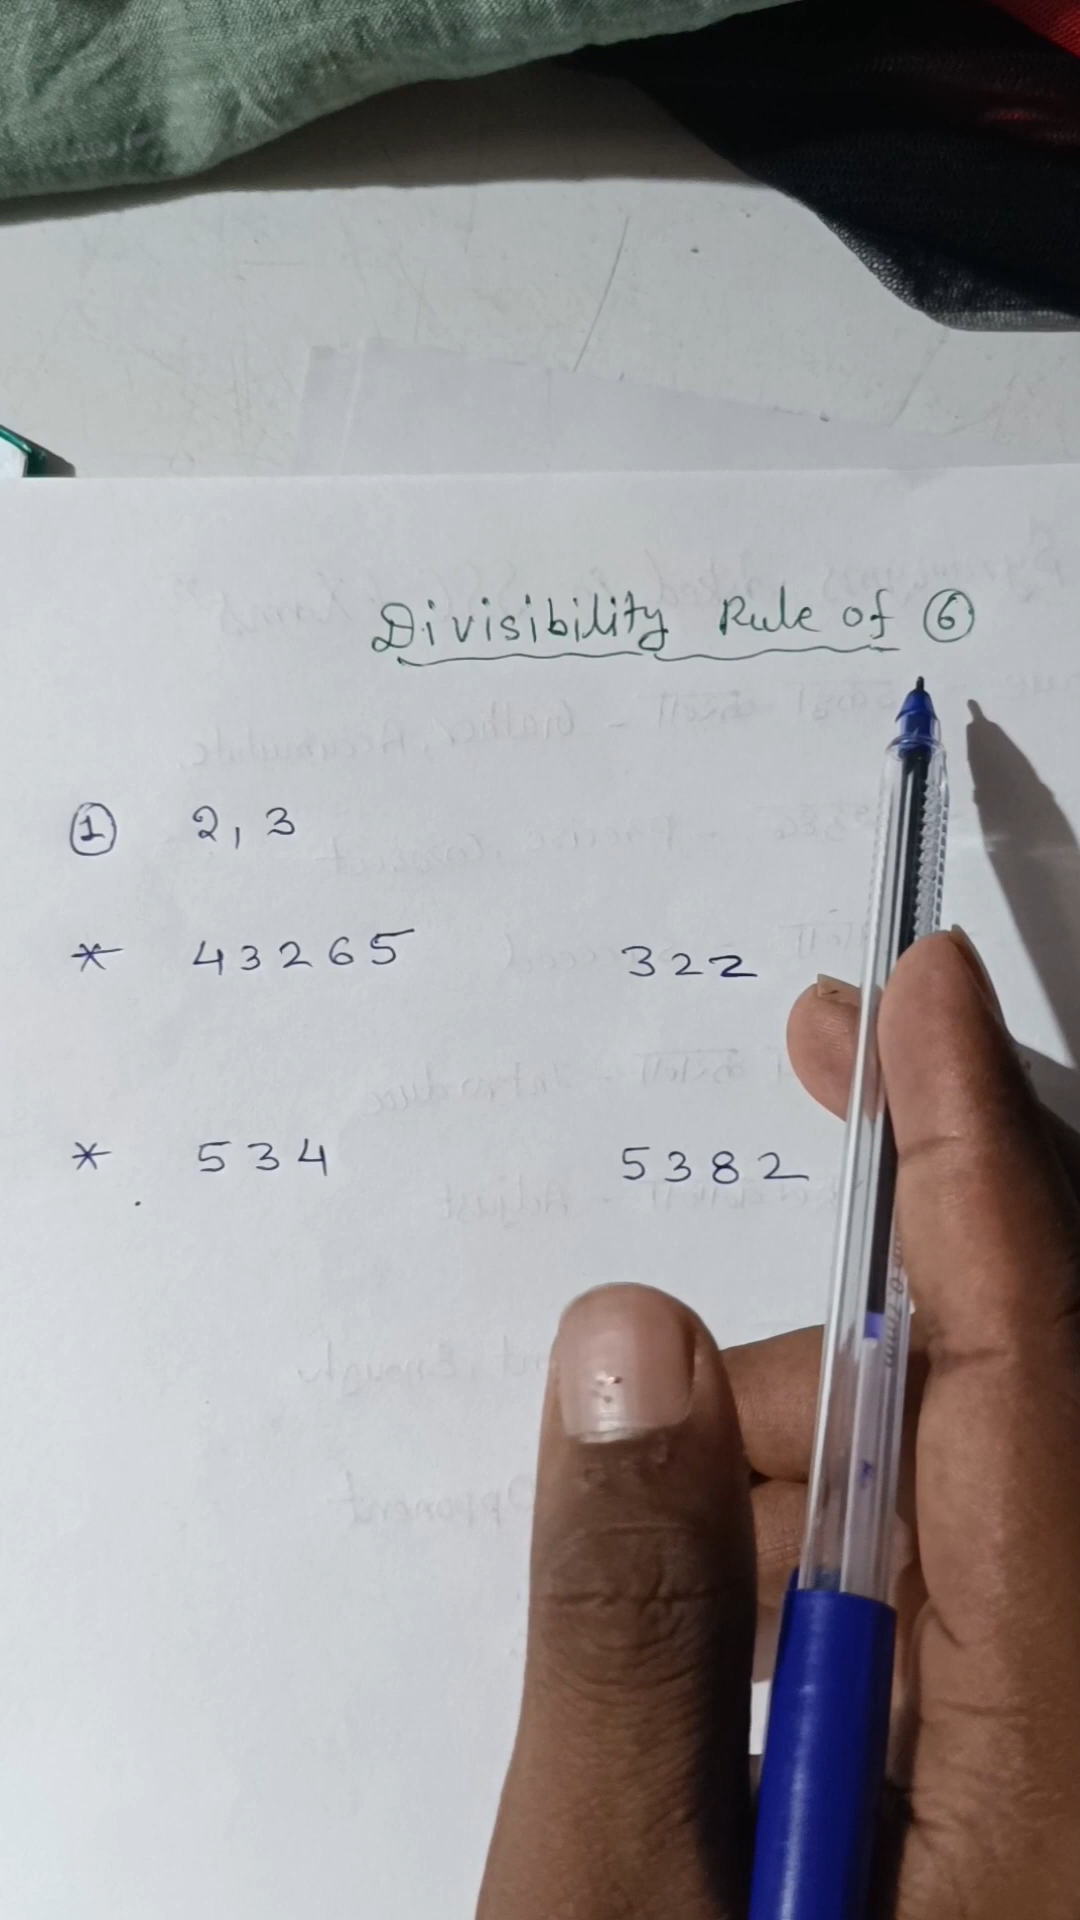 Divisibility Rule of 6
1 2, 3
* 43265 322
* 534 5382